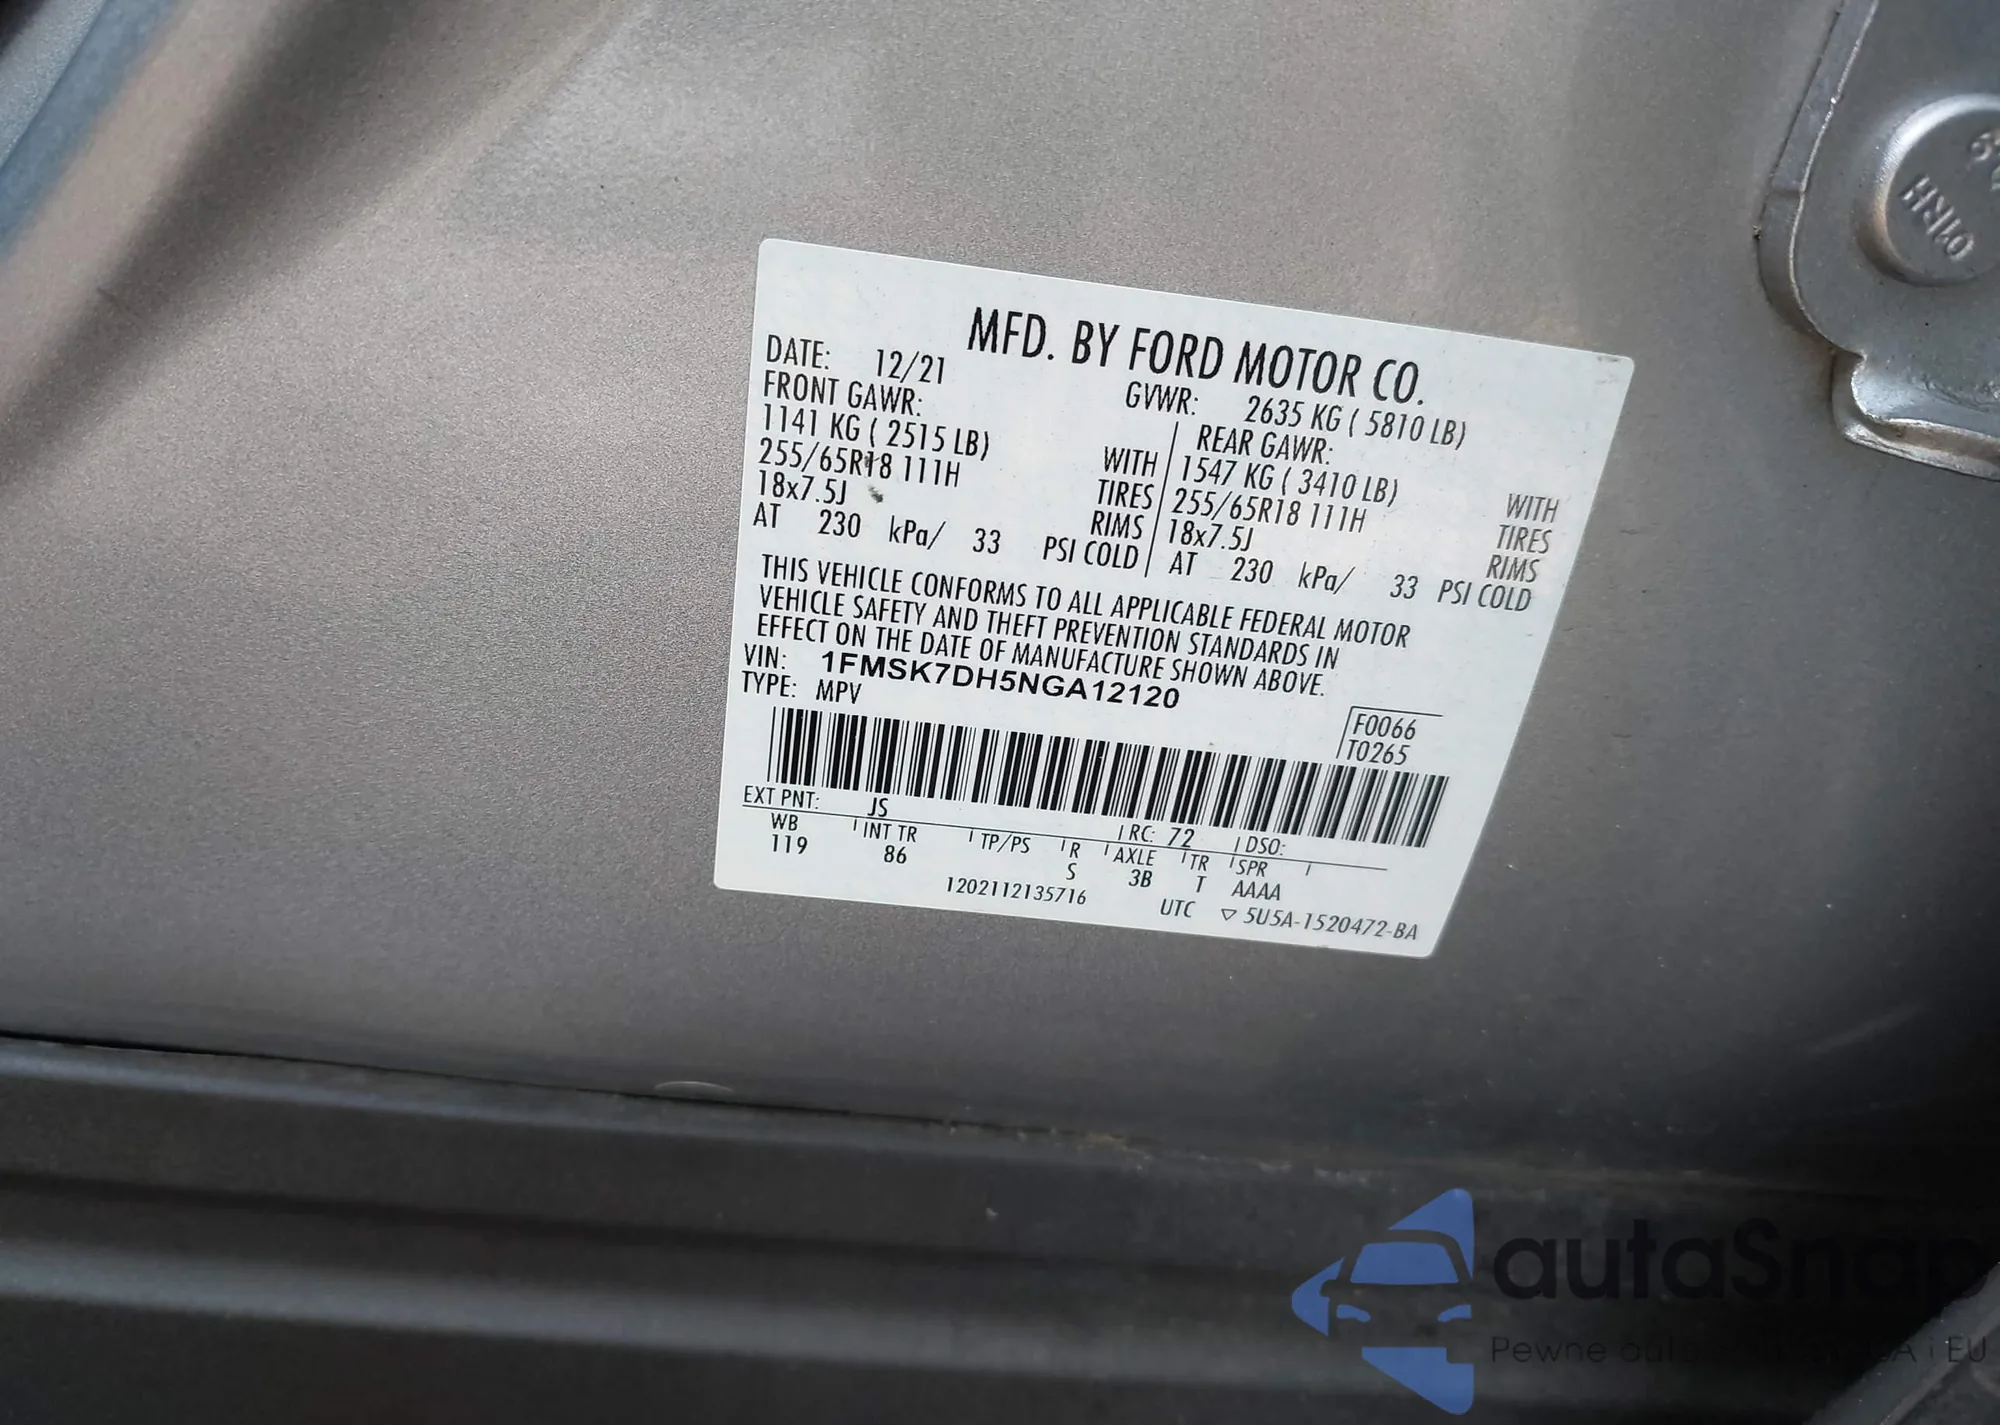 MFD. BY FORD MOTOR CO.
DATE: 12/21 GVWR: 2635 KG ( 5810 LB)
FRONT GAWR: REAR GAWR:
1141 KG ( 2515 LB) WITH 1547 KG ( 3410 LB) WITH
255/65R18 111H TIRES 255/65R18 111H TIRES
18x7.5J RIMS 18x7.5J RIMS
AT 230 kPa/ 33 PSI COLD AT 230 kPa/ 33 PSI COLD
THIS VEHICLE CONFORMS TO ALL APPLICABLE FEDERAL MOTOR
VEHICLE SAFETY AND THEFT PREVENTION STANDARDS IN
EFFECT ON THE DATE OF MANUFACTURE SHOWN ABOVE.
VIN: 1FMSK7DH5NGA12120
TYPE: MPV
F0066
T0265
EXT PNT: JS RC: 72 DSO:
WB INT TR TP/PS R AXLE TR SPR
119 86 S 3B T AAAA
1202112135716 UTC ▽ 5U5A-1520472-BA
01RH
autoSnap
Pewne auta EU